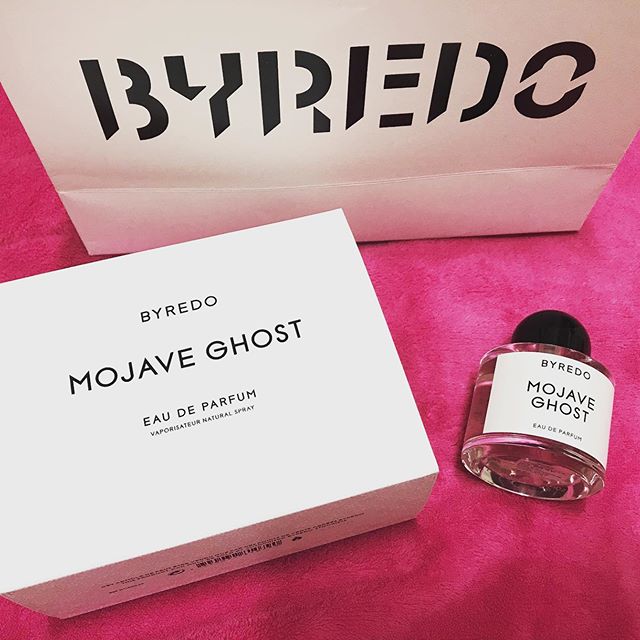 BYREDO
BYREDO
MOJAVE GHOST
EAU DE PARFUM
VAPORISATEUR NATURAL SPRAY
BYREDO
MOJAVE
GHOST
EAU DE PARFUM